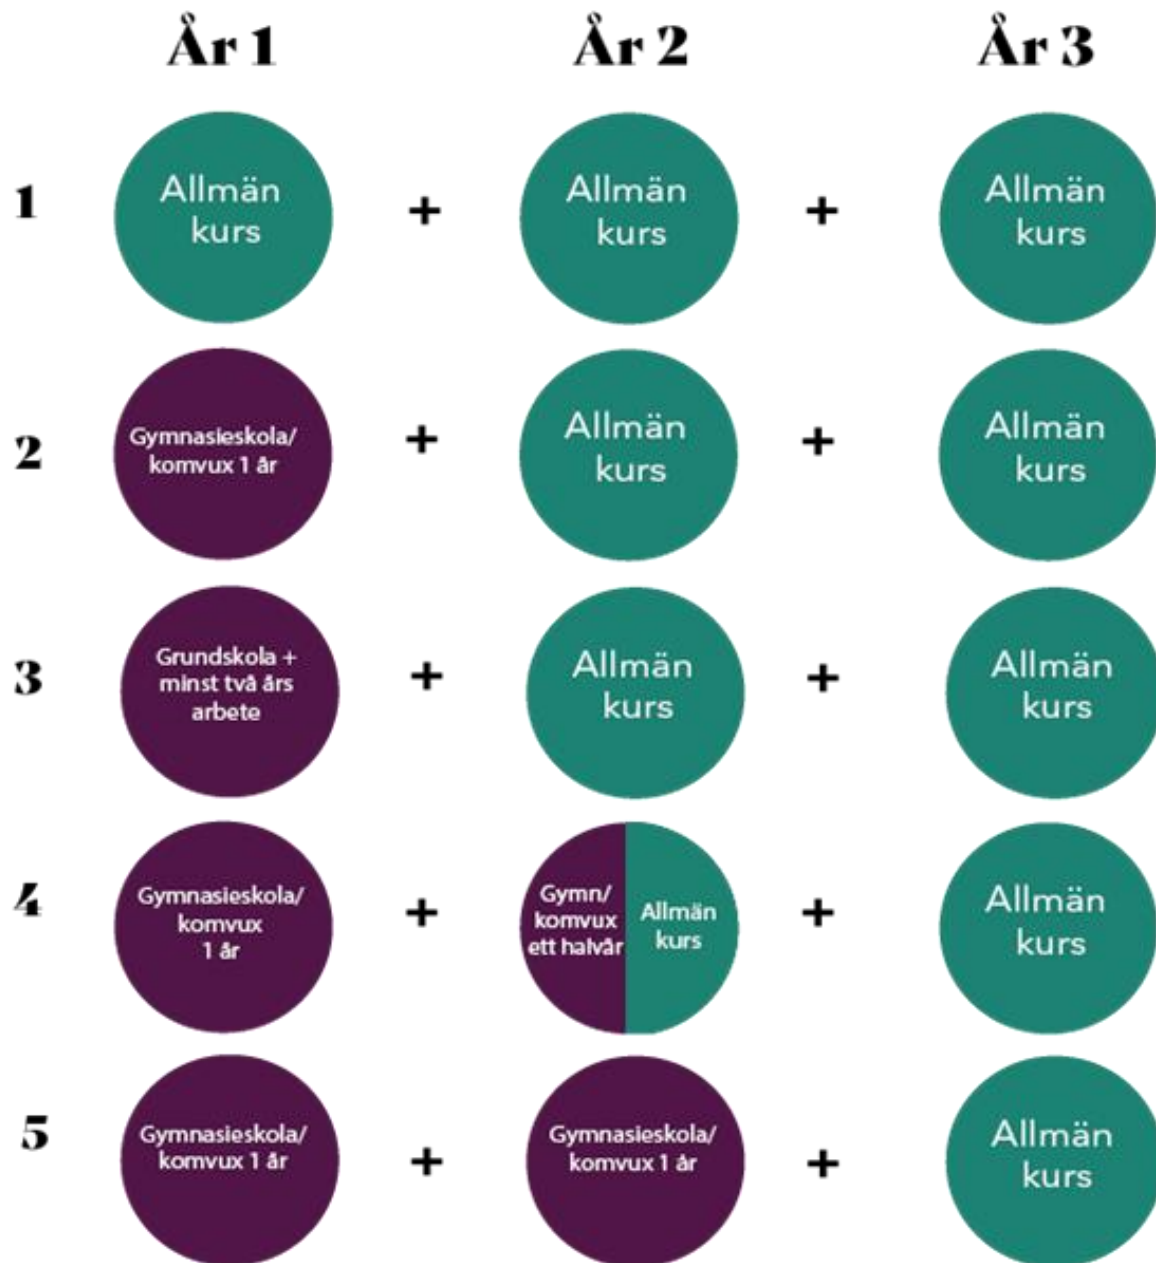 År 1 År 2 År 3
1
Allmän
kurs
+
Allmän
kurs
+
Allmän
kurs
2
Gymnasieskola/
komvux 1 år
+
Allmän
kurs
+
Allmän
kurs
3
Grundskola +
minst två års
arbete
+
Allmän
kurs
+
Allmän
kurs
4
Gymnasieskola/
komvux
1 år
+
Gymn/
komvux
ett halvår
Allmän
kurs
+
Allmän
kurs
5
Gymnasieskola/
komvux 1 år
+
Gymnasieskola/
komvux 1 år
+
Allmän
kurs